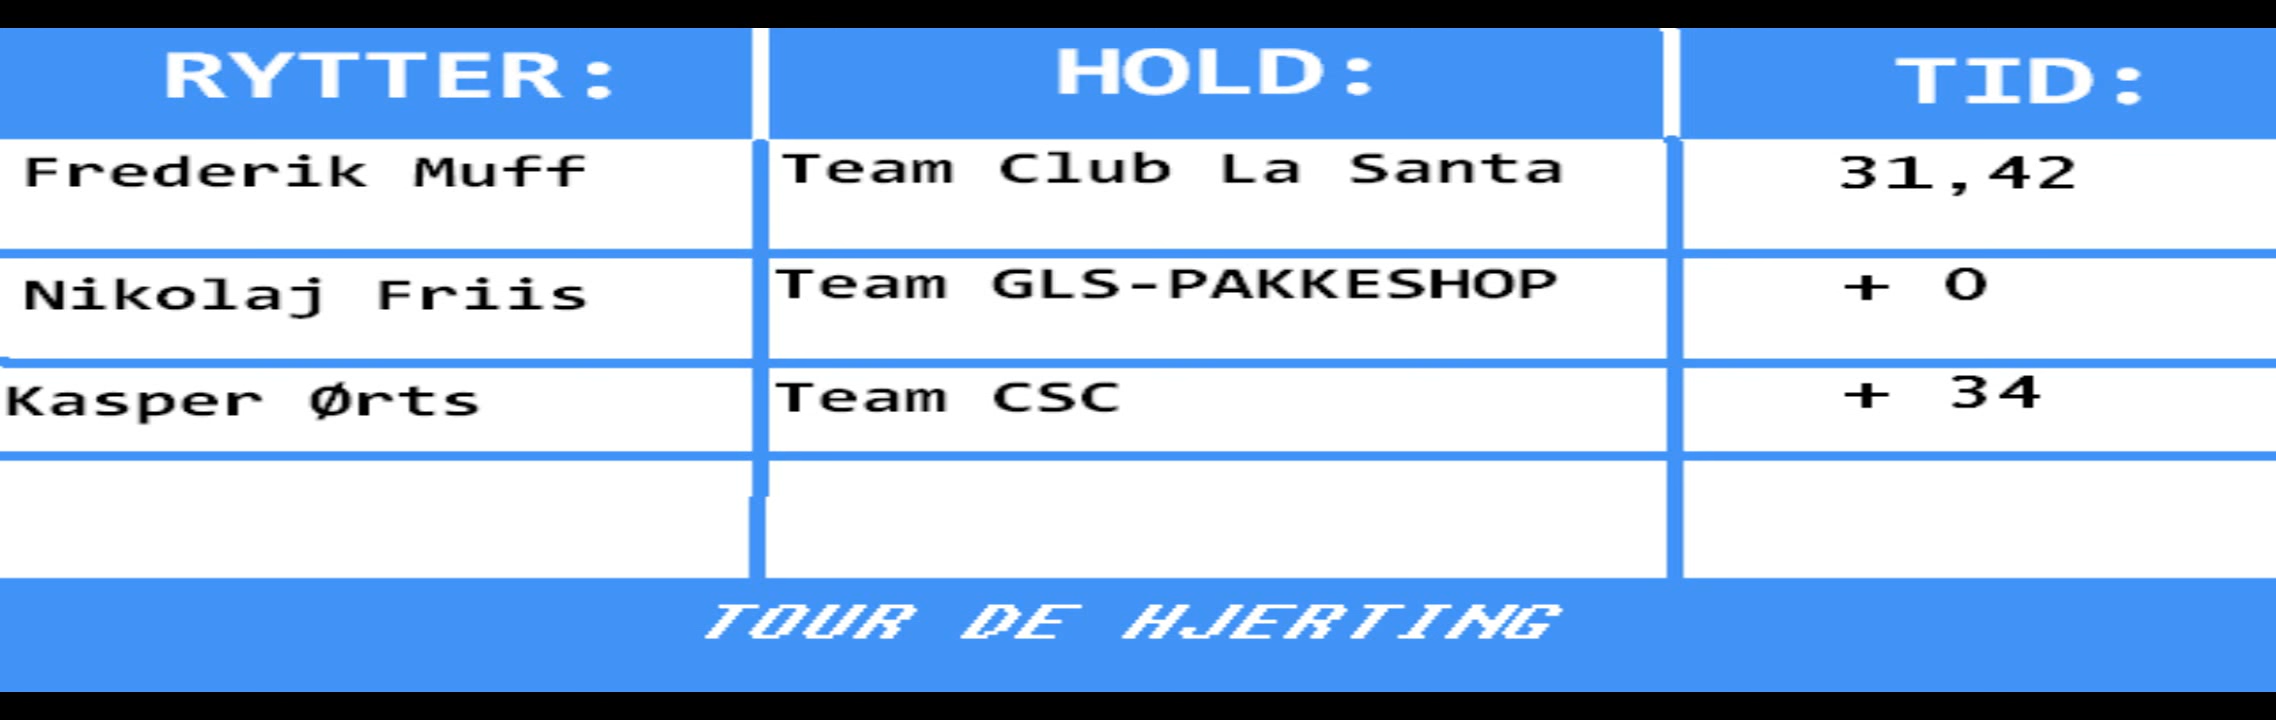 RYTTER: HOLD: TID:
Frederik Muff Team Club La Santa 31,42
Nikolaj Friis Team GLS-PAKKESHOP + 0
Kasper Ørts Team CSC + 34
TOUR DE HJERTING